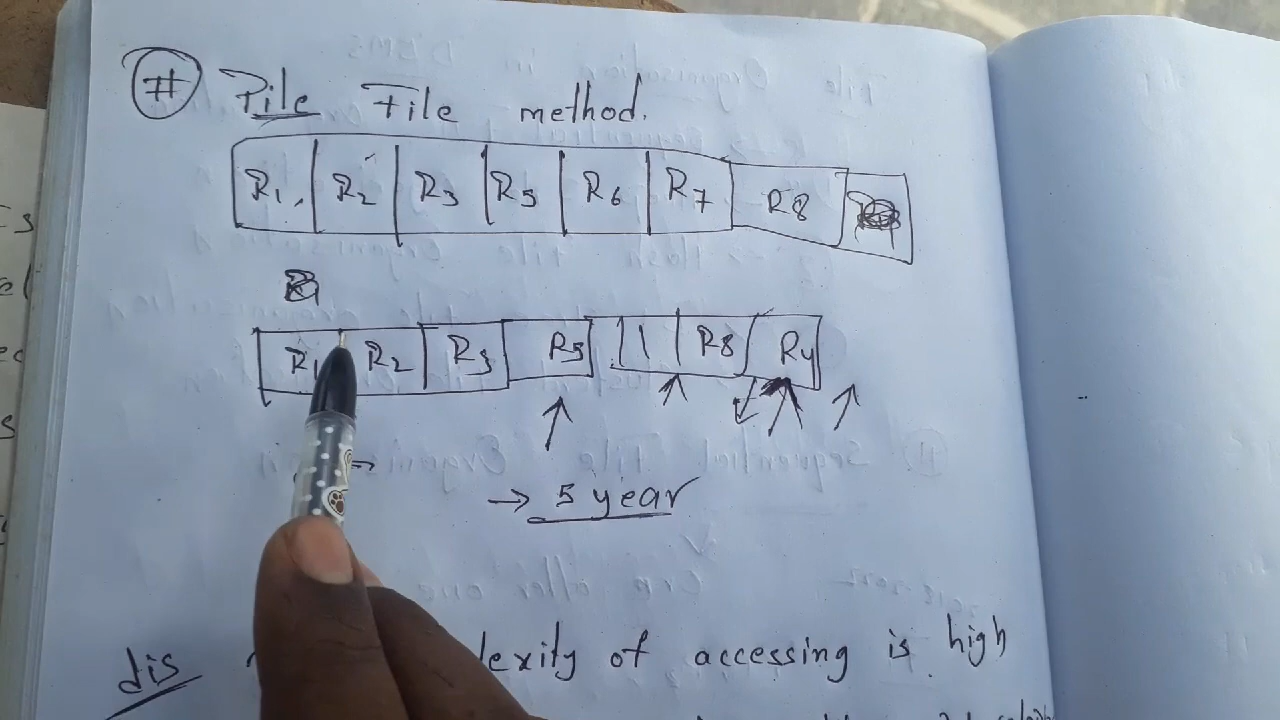 # Pile File method.
R1. R2 R3 R5 R6 R7 R8
R1 R2 R3 R5 | R8 R4
→ 5 year
dis
of accessing is high